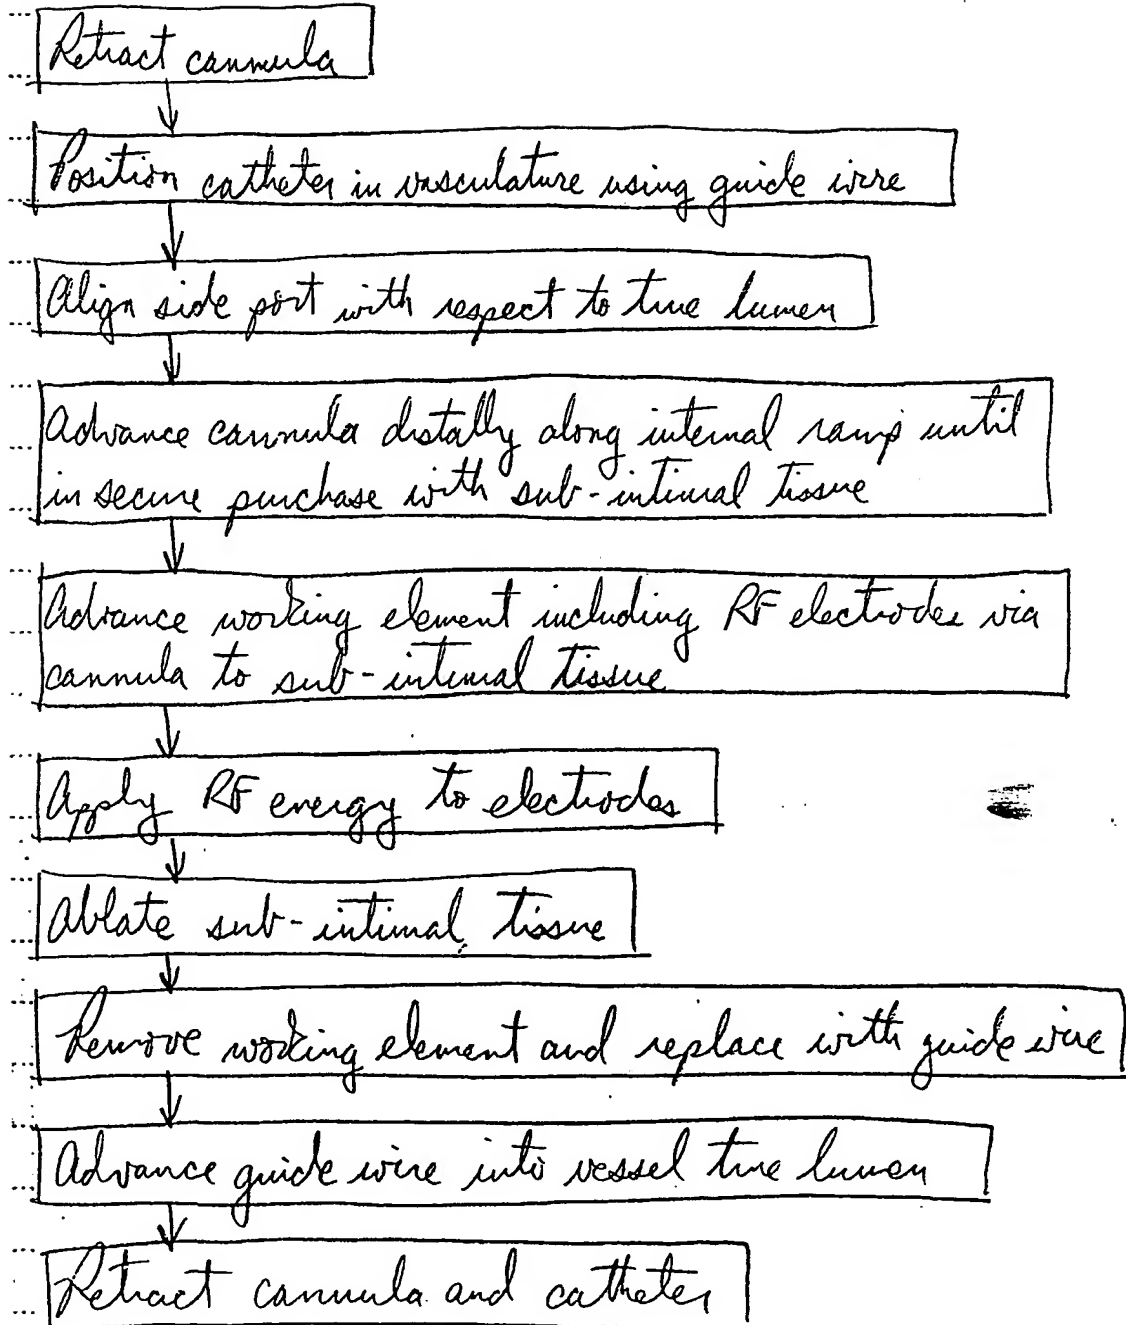 Retract cannula
Position catheter in vasculature using guide wire
Align side port with respect to true lumen
Advance cannula distally along internal ramp until
in secure purchase with sub-intimal tissue
Advance working element including RF electrodes via
cannula to sub-intimal tissue
Apply RF energy to electrodes
Ablate sub-intimal tissue
Remove working element and replace with guide wire
Advance guide wire into vessel true lumen
Retract cannula and catheter